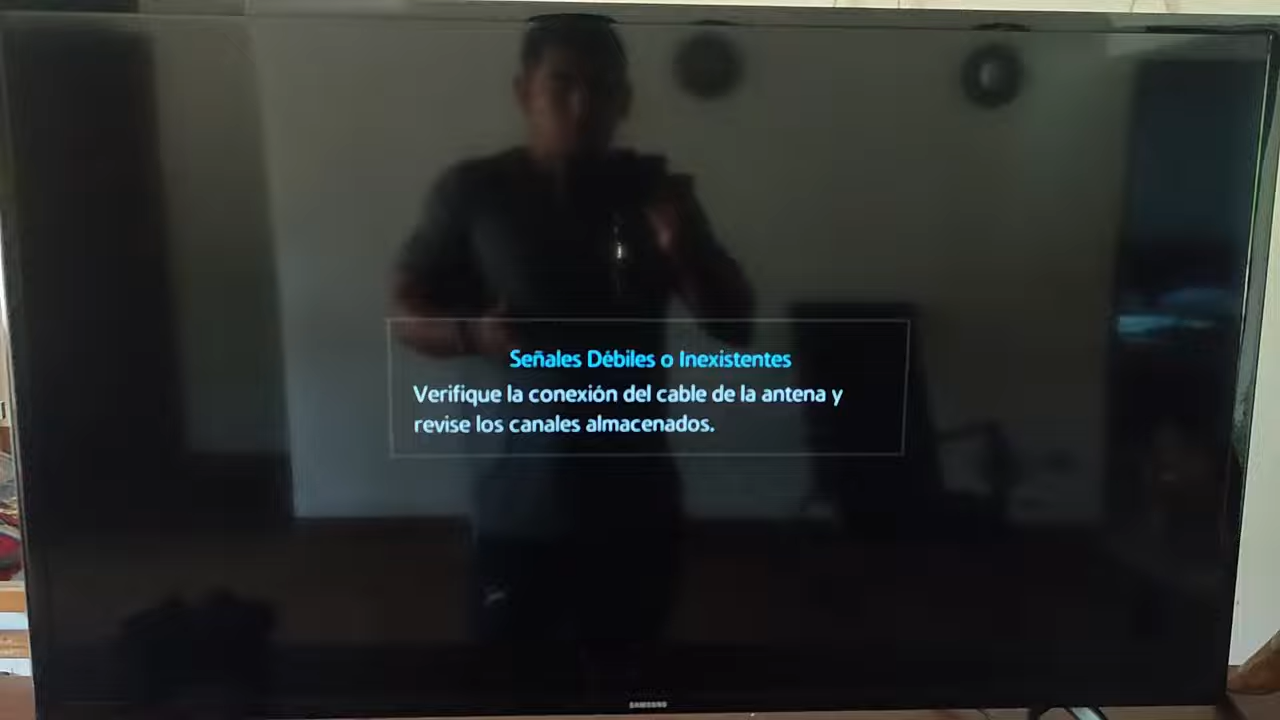 Señales Débiles o Inexistentes
Verifique la conexión del cable de la antena y
revise los canales almacenados.
SAMSUNG